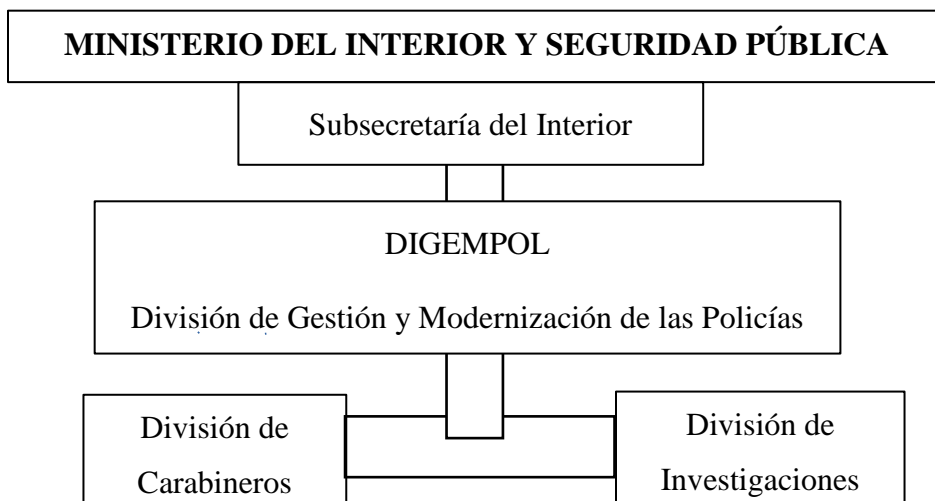 MINISTERIO DEL INTERIOR Y SEGURIDAD PÚBLICA
Subsecretaría del Interior
DIGEMPOL
División de Gestión y Modernización de las Policías
División de
Carabineros
División de
Investigaciones